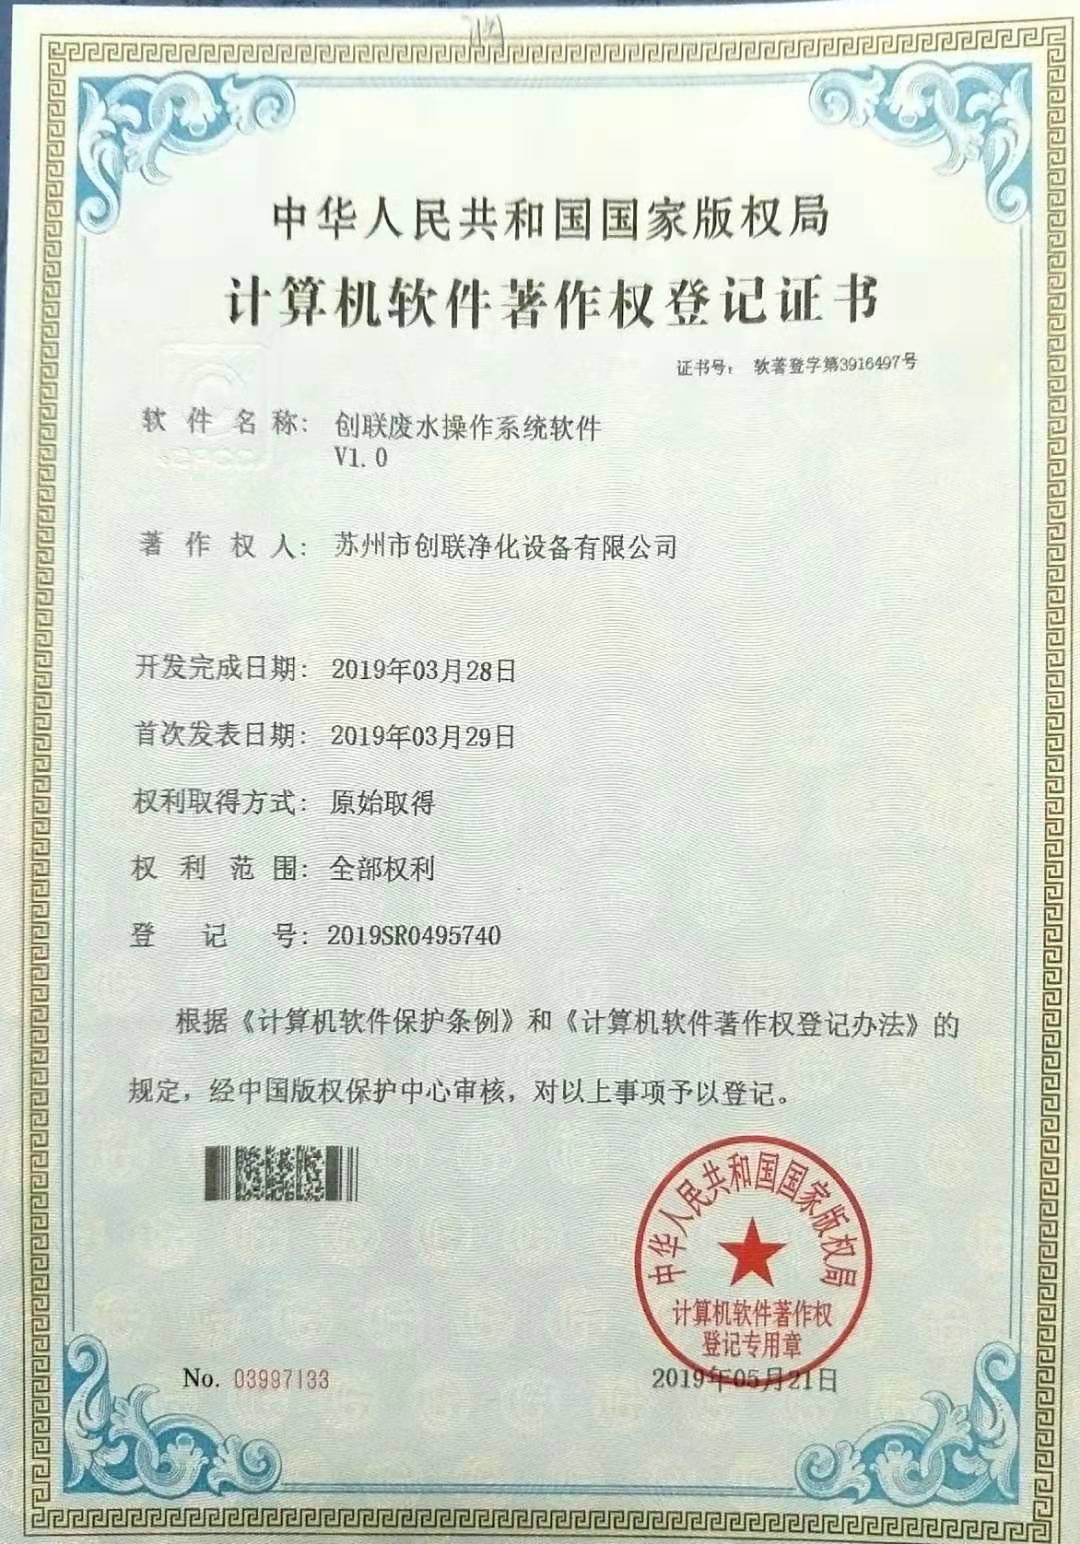 中华人民共和国国家版权局
计算机软件著作权登记证书
证书号： 软著登字第3916497号
软件名称： 创联废水操作系统软件
V1.0
著作权人： 苏州市创联净化设备有限公司
开发完成日期： 2019年03月28日
首次发表日期： 2019年03月29日
权利取得方式： 原始取得
权利范围： 全部权利
登记号： 2019SR0495740
根据《计算机软件保护条例》和《计算机软件著作权登记办法》的
规定，经中国版权保护中心审核，对以上事项予以登记。
中华人民共和国国家版权局
计算机软件著作权
登记专用章
No. 03987133
2019年05月21日